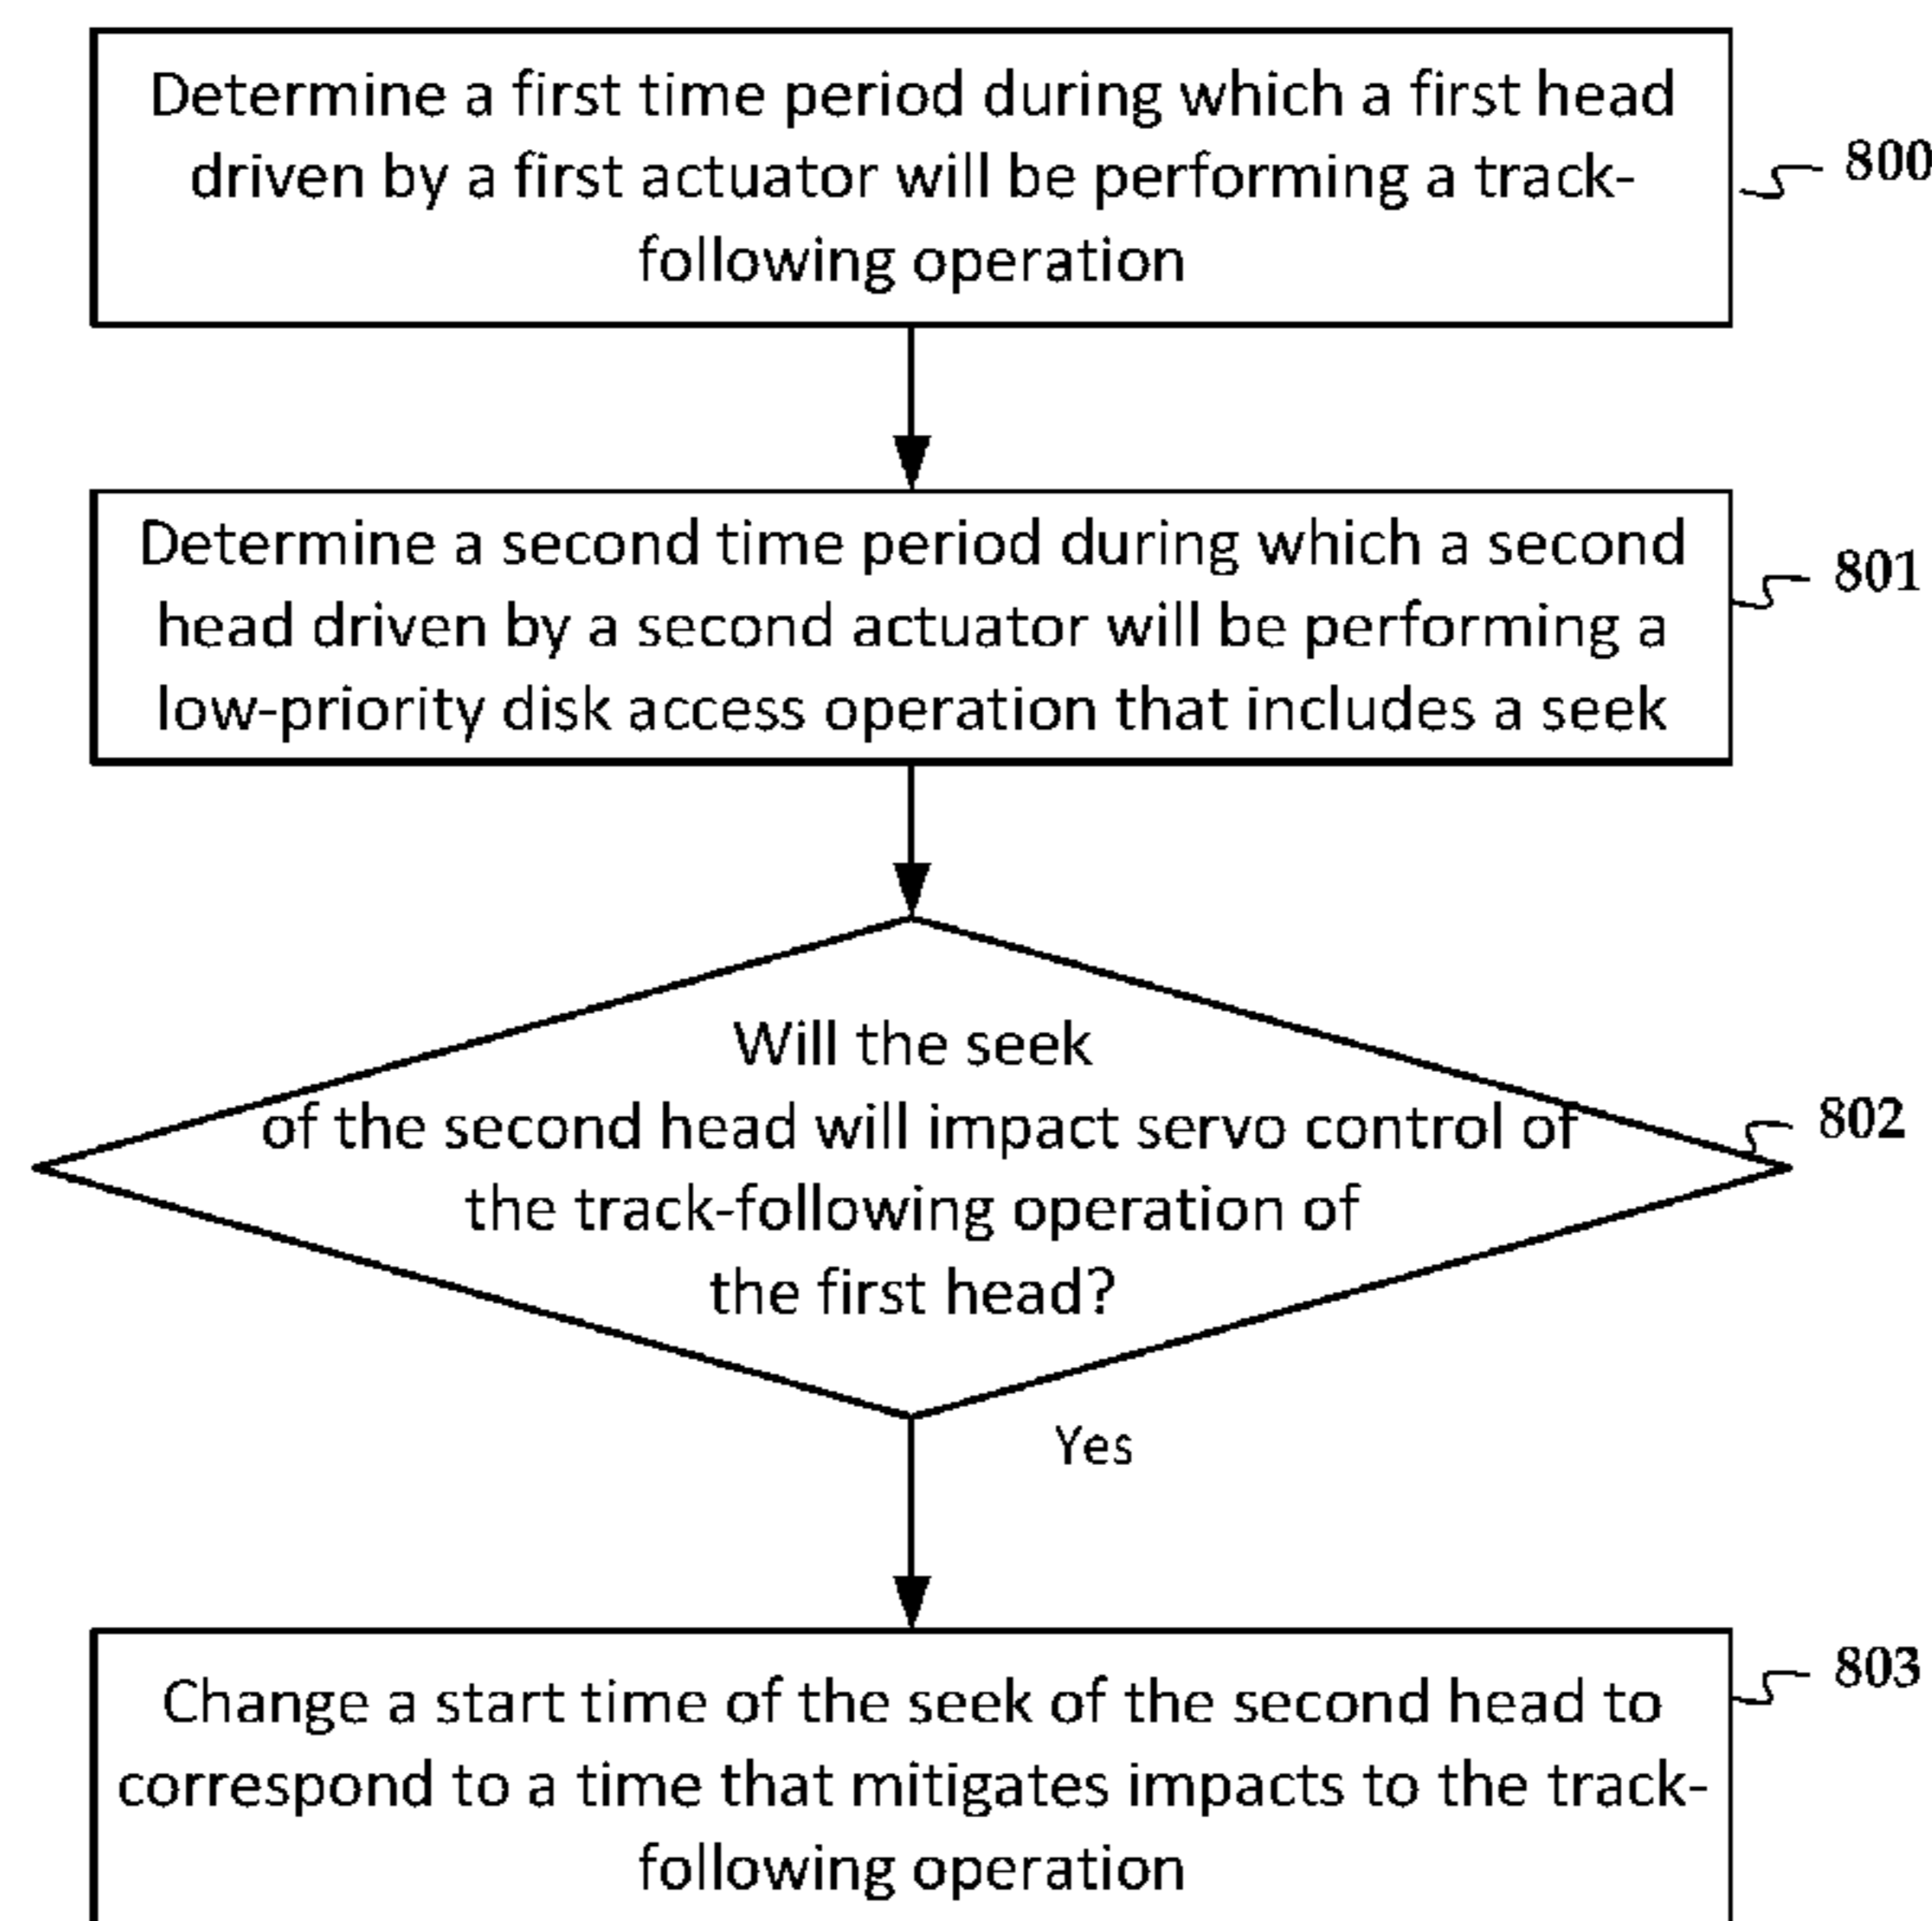 Determine a first time period during which a first head
driven by a first actuator will be performing a track-
following operation
800
Determine a second time period during which a second
head driven by a second actuator will be performing a
low-priority disk access operation that includes a seek
801
Will the seek
of the second head will impact servo control of
the track-following operation of
the first head?
802
Yes
Change a start time of the seek of the second head to
correspond to a time that mitigates impacts to the track-
following operation
803